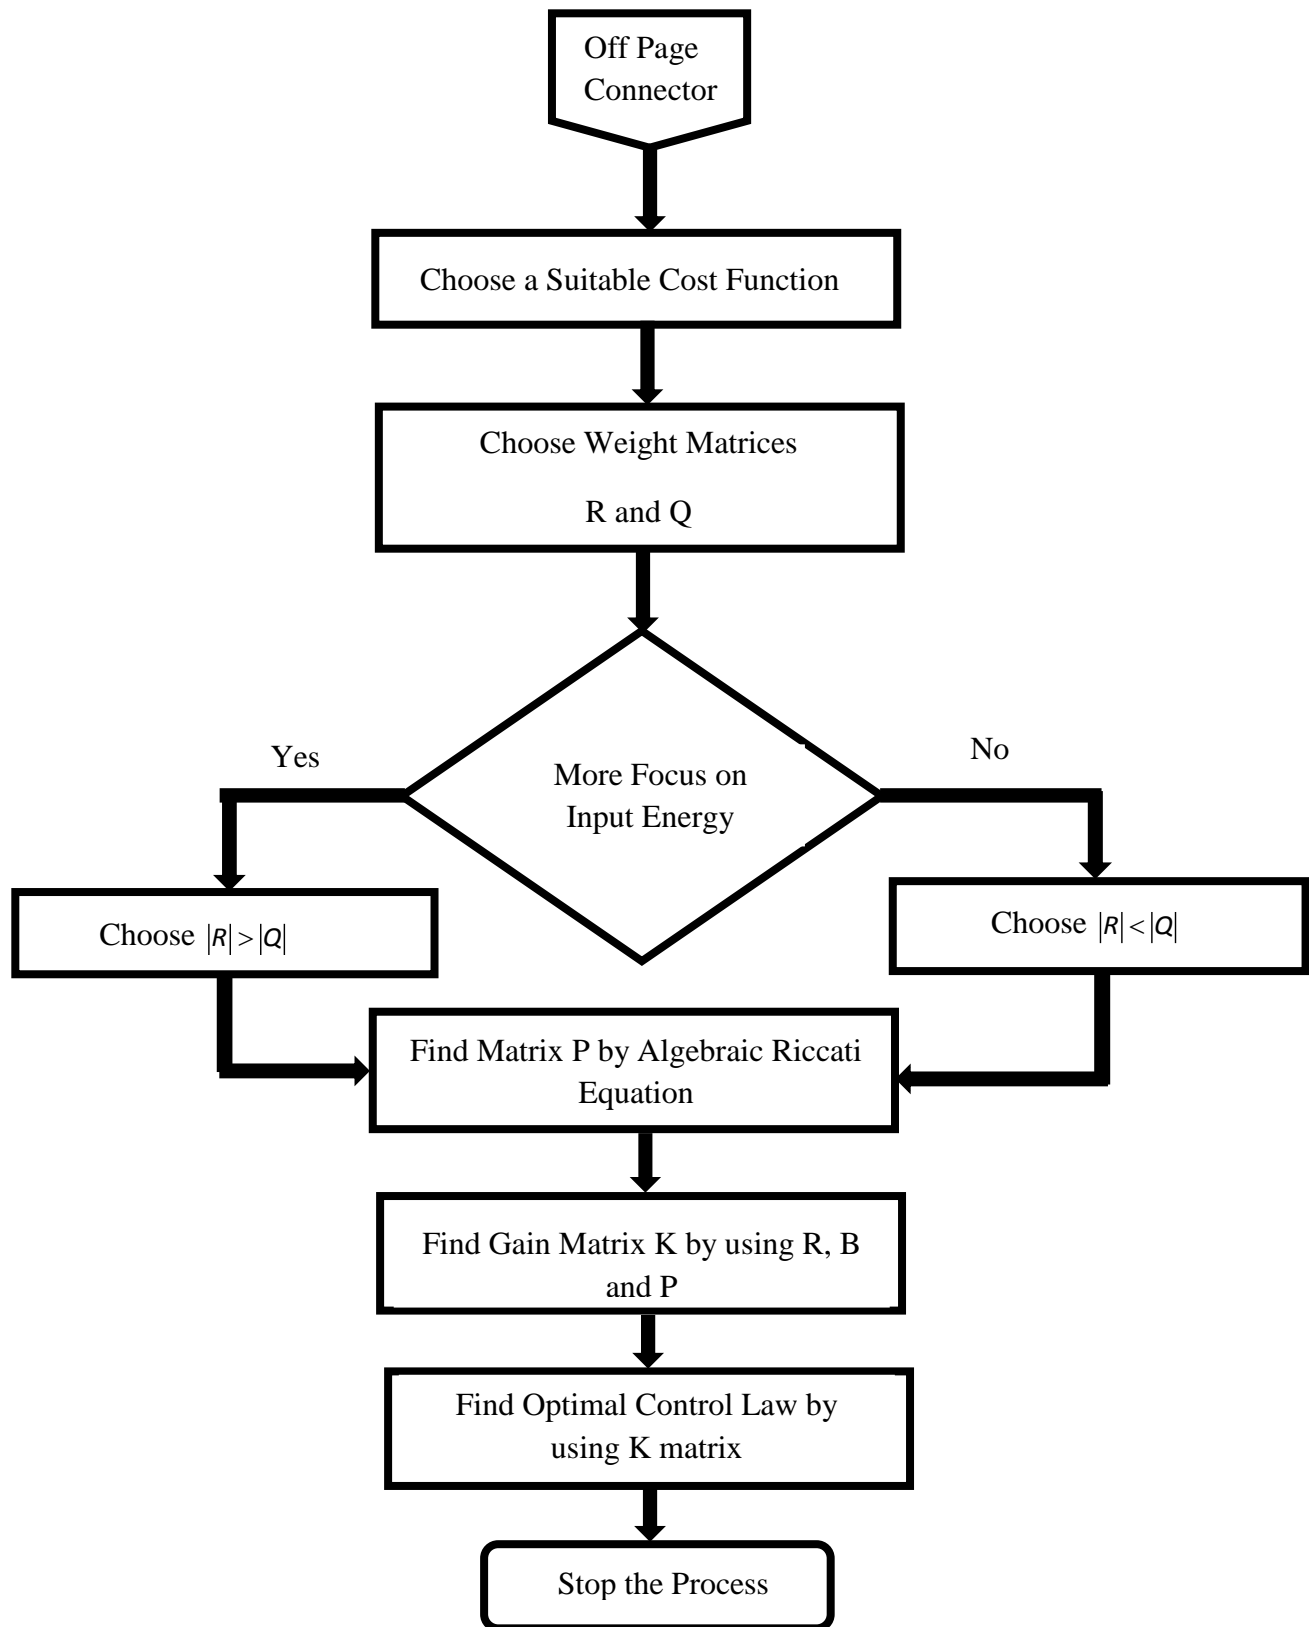 Off Page
Connector
Choose a Suitable Cost Function
Choose Weight Matrices
R and Q
Yes
No
More Focus on
Input Energy
Choose |R|>|Q|
Choose |R|<|Q|
Find Matrix P by Algebraic Riccati
Equation
Find Gain Matrix K by using R, B
and P
Find Optimal Control Law by
using K matrix
Stop the Process